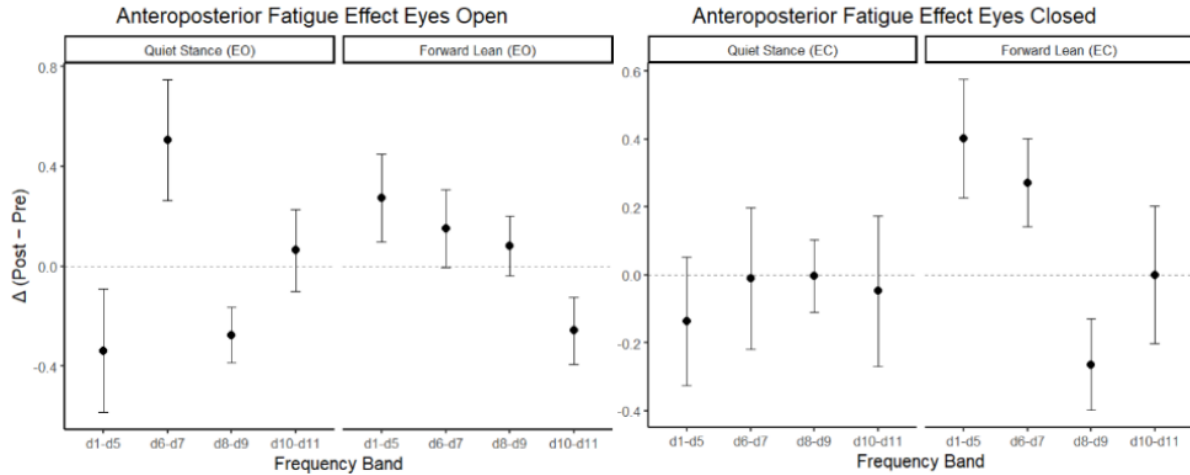 Anteroposterior Fatigue Effect Eyes Open
Quiet Stance (EO)
Forward Lean (EO)
Δ (Post − Pre)
0.8
0.4
0.0
-0.4
d1-d5 d6-d7 d8-d9 d10-d11
d1-d5 d6-d7 d8-d9 d10-d11
Frequency Band
Anteroposterior Fatigue Effect Eyes Closed
Quiet Stance (EC)
Forward Lean (EC)
0.6
0.4
0.2
0.0
-0.2
-0.4
d1-d5 d6-d7 d8-d9 d10-d11
d1-d5 d6-d7 d8-d9 d10-d11
Frequency Band